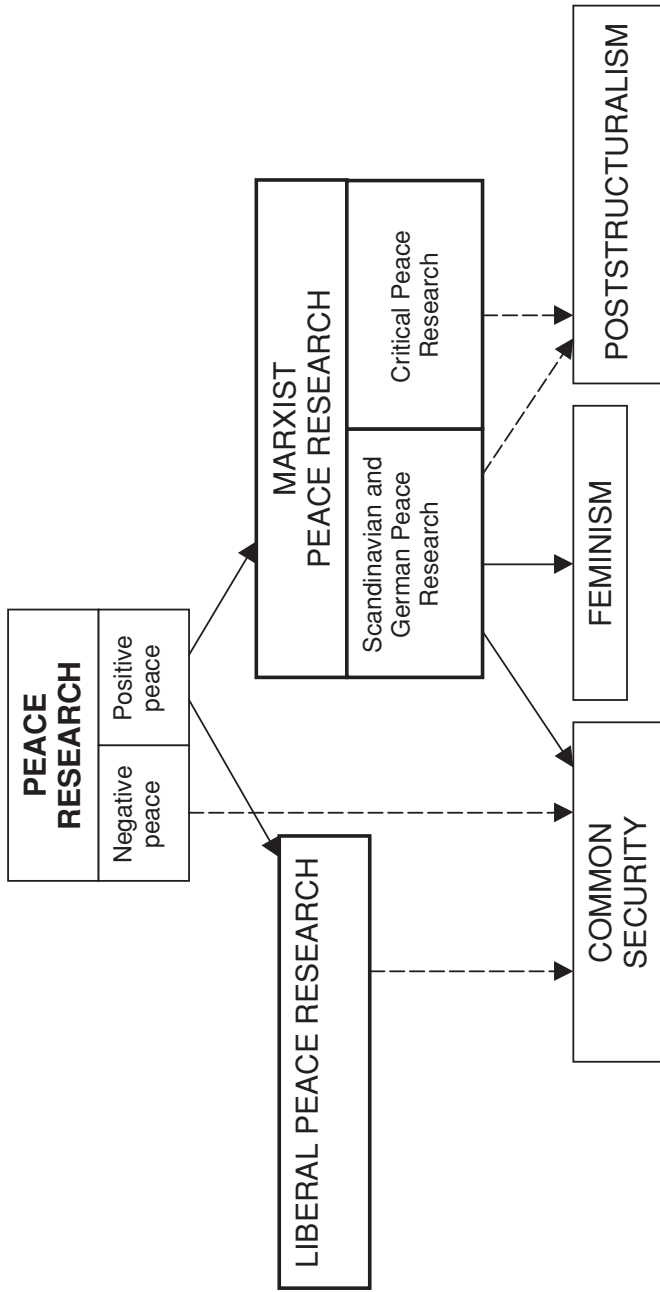 PEACE
RESEARCH
Negative
peace
Positive
peace
LIBERAL PEACE RESEARCH
MARXIST
PEACE RESEARCH
Scandinavian and
German Peace
Research
Critical Peace
Research
COMMON
SECURITY
FEMINISM
POSTSTRUCTURALISM